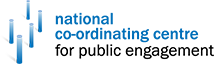 national
co-ordinating centre
for public engagement